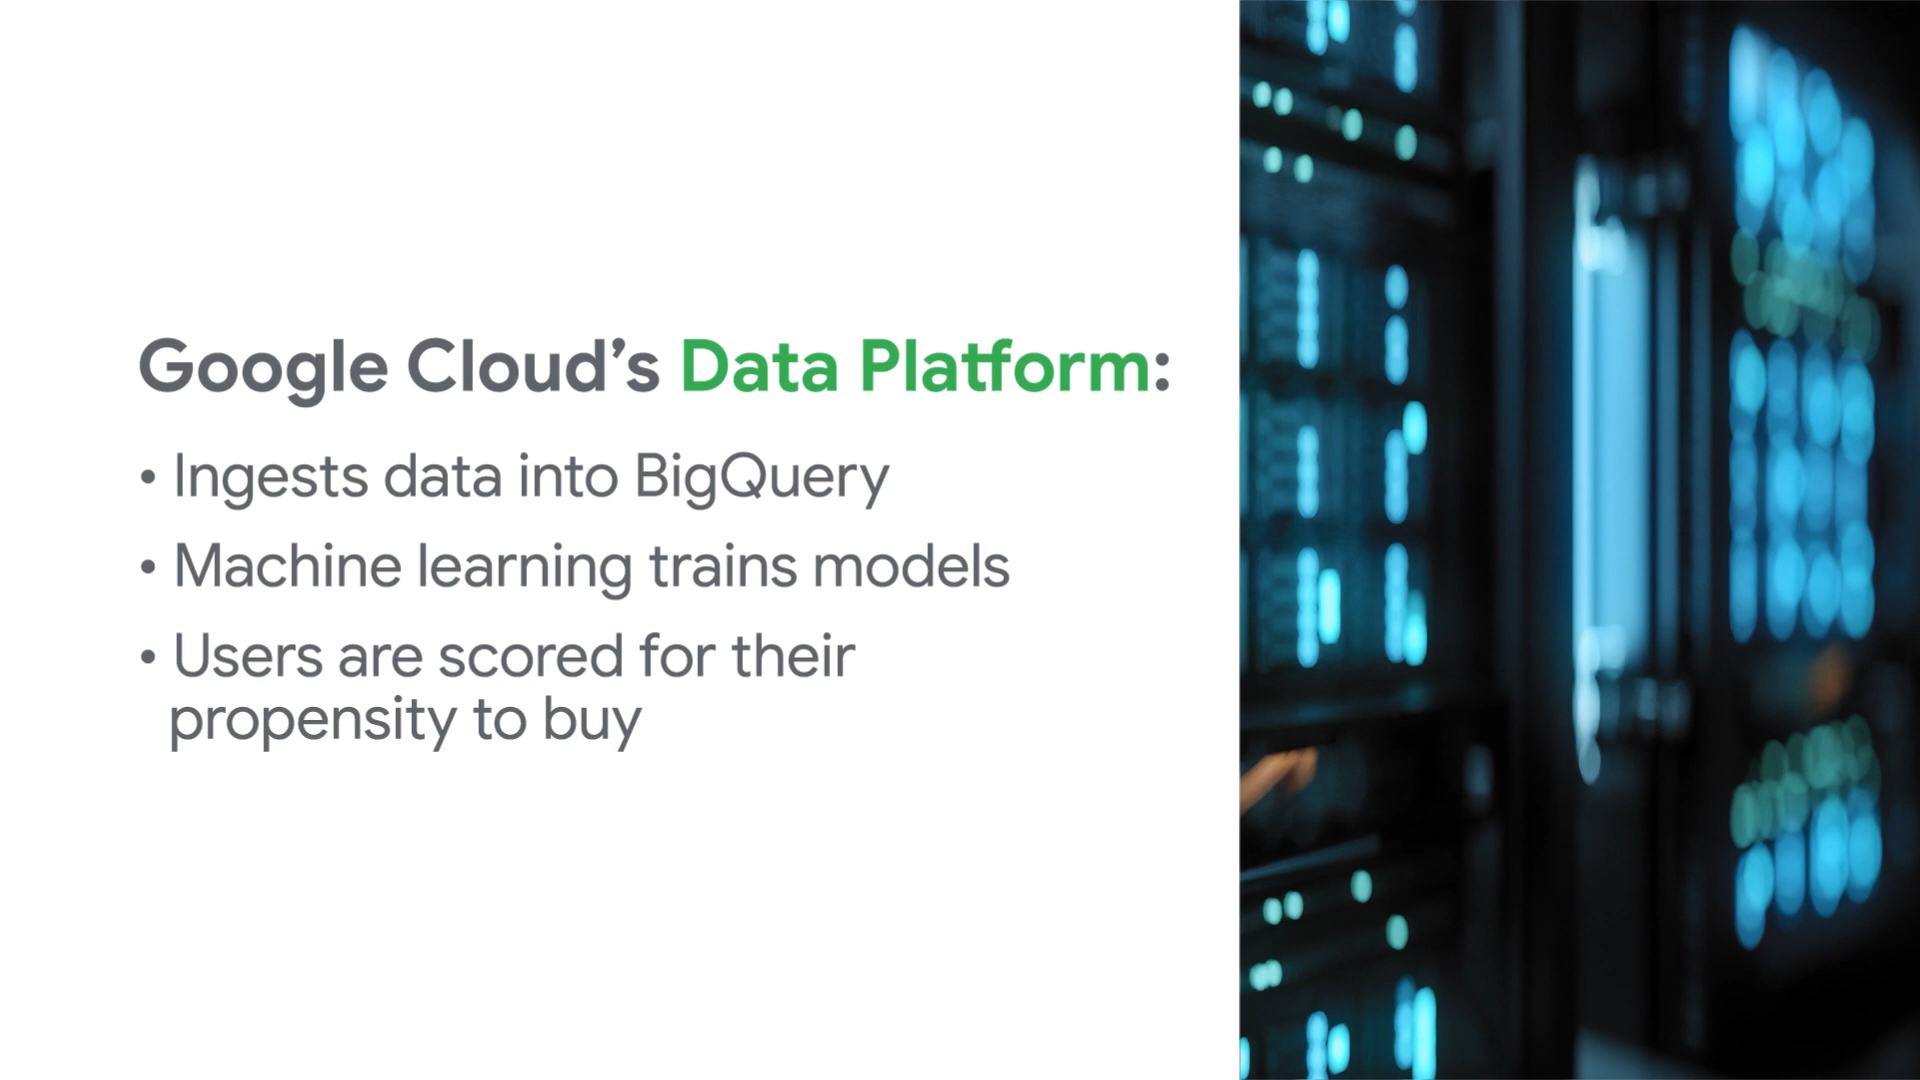 Google Cloud’s Data Platform:
• Ingests data into BigQuery
• Machine learning trains models
• Users are scored for their
propensity to buy